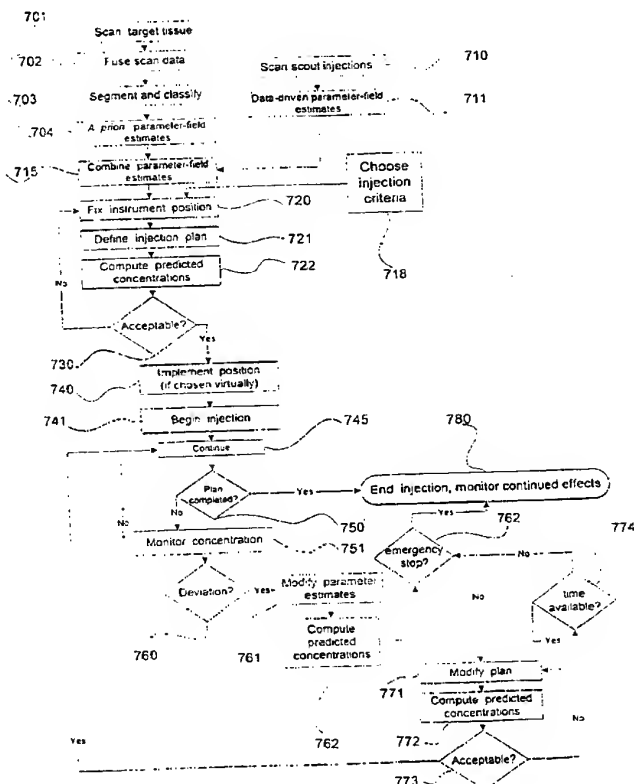 701
Scan target tissue
702
Fuse scan data
710
Scan scout injections
703
Segment and classify
Data-driven parameter-field
estimates
711
704
A priori parameter-field
estimates
715
Combine parameter-field
estimates
Choose
injection
criteria
718
Fix instrument position
720
Define injection plan
721
Compute predicted
concentrations
722
No
Acceptable?
Yes
730
740
Implement position
(if chosen virtually)
741
Begin injection
745
Continue
780
Plan
completed?
Yes
End injection, monitor continued effects
No
750
Yes
762
Monitor concentration
751
emergency
stop?
No
774
Deviation?
Yes
Modify parameter
estimates
No
time
available?
760
761
Compute
predicted
concentrations
Yes
Modify plan
771
762
Compute predicted
concentrations
No
772
Yes
Acceptable?
773